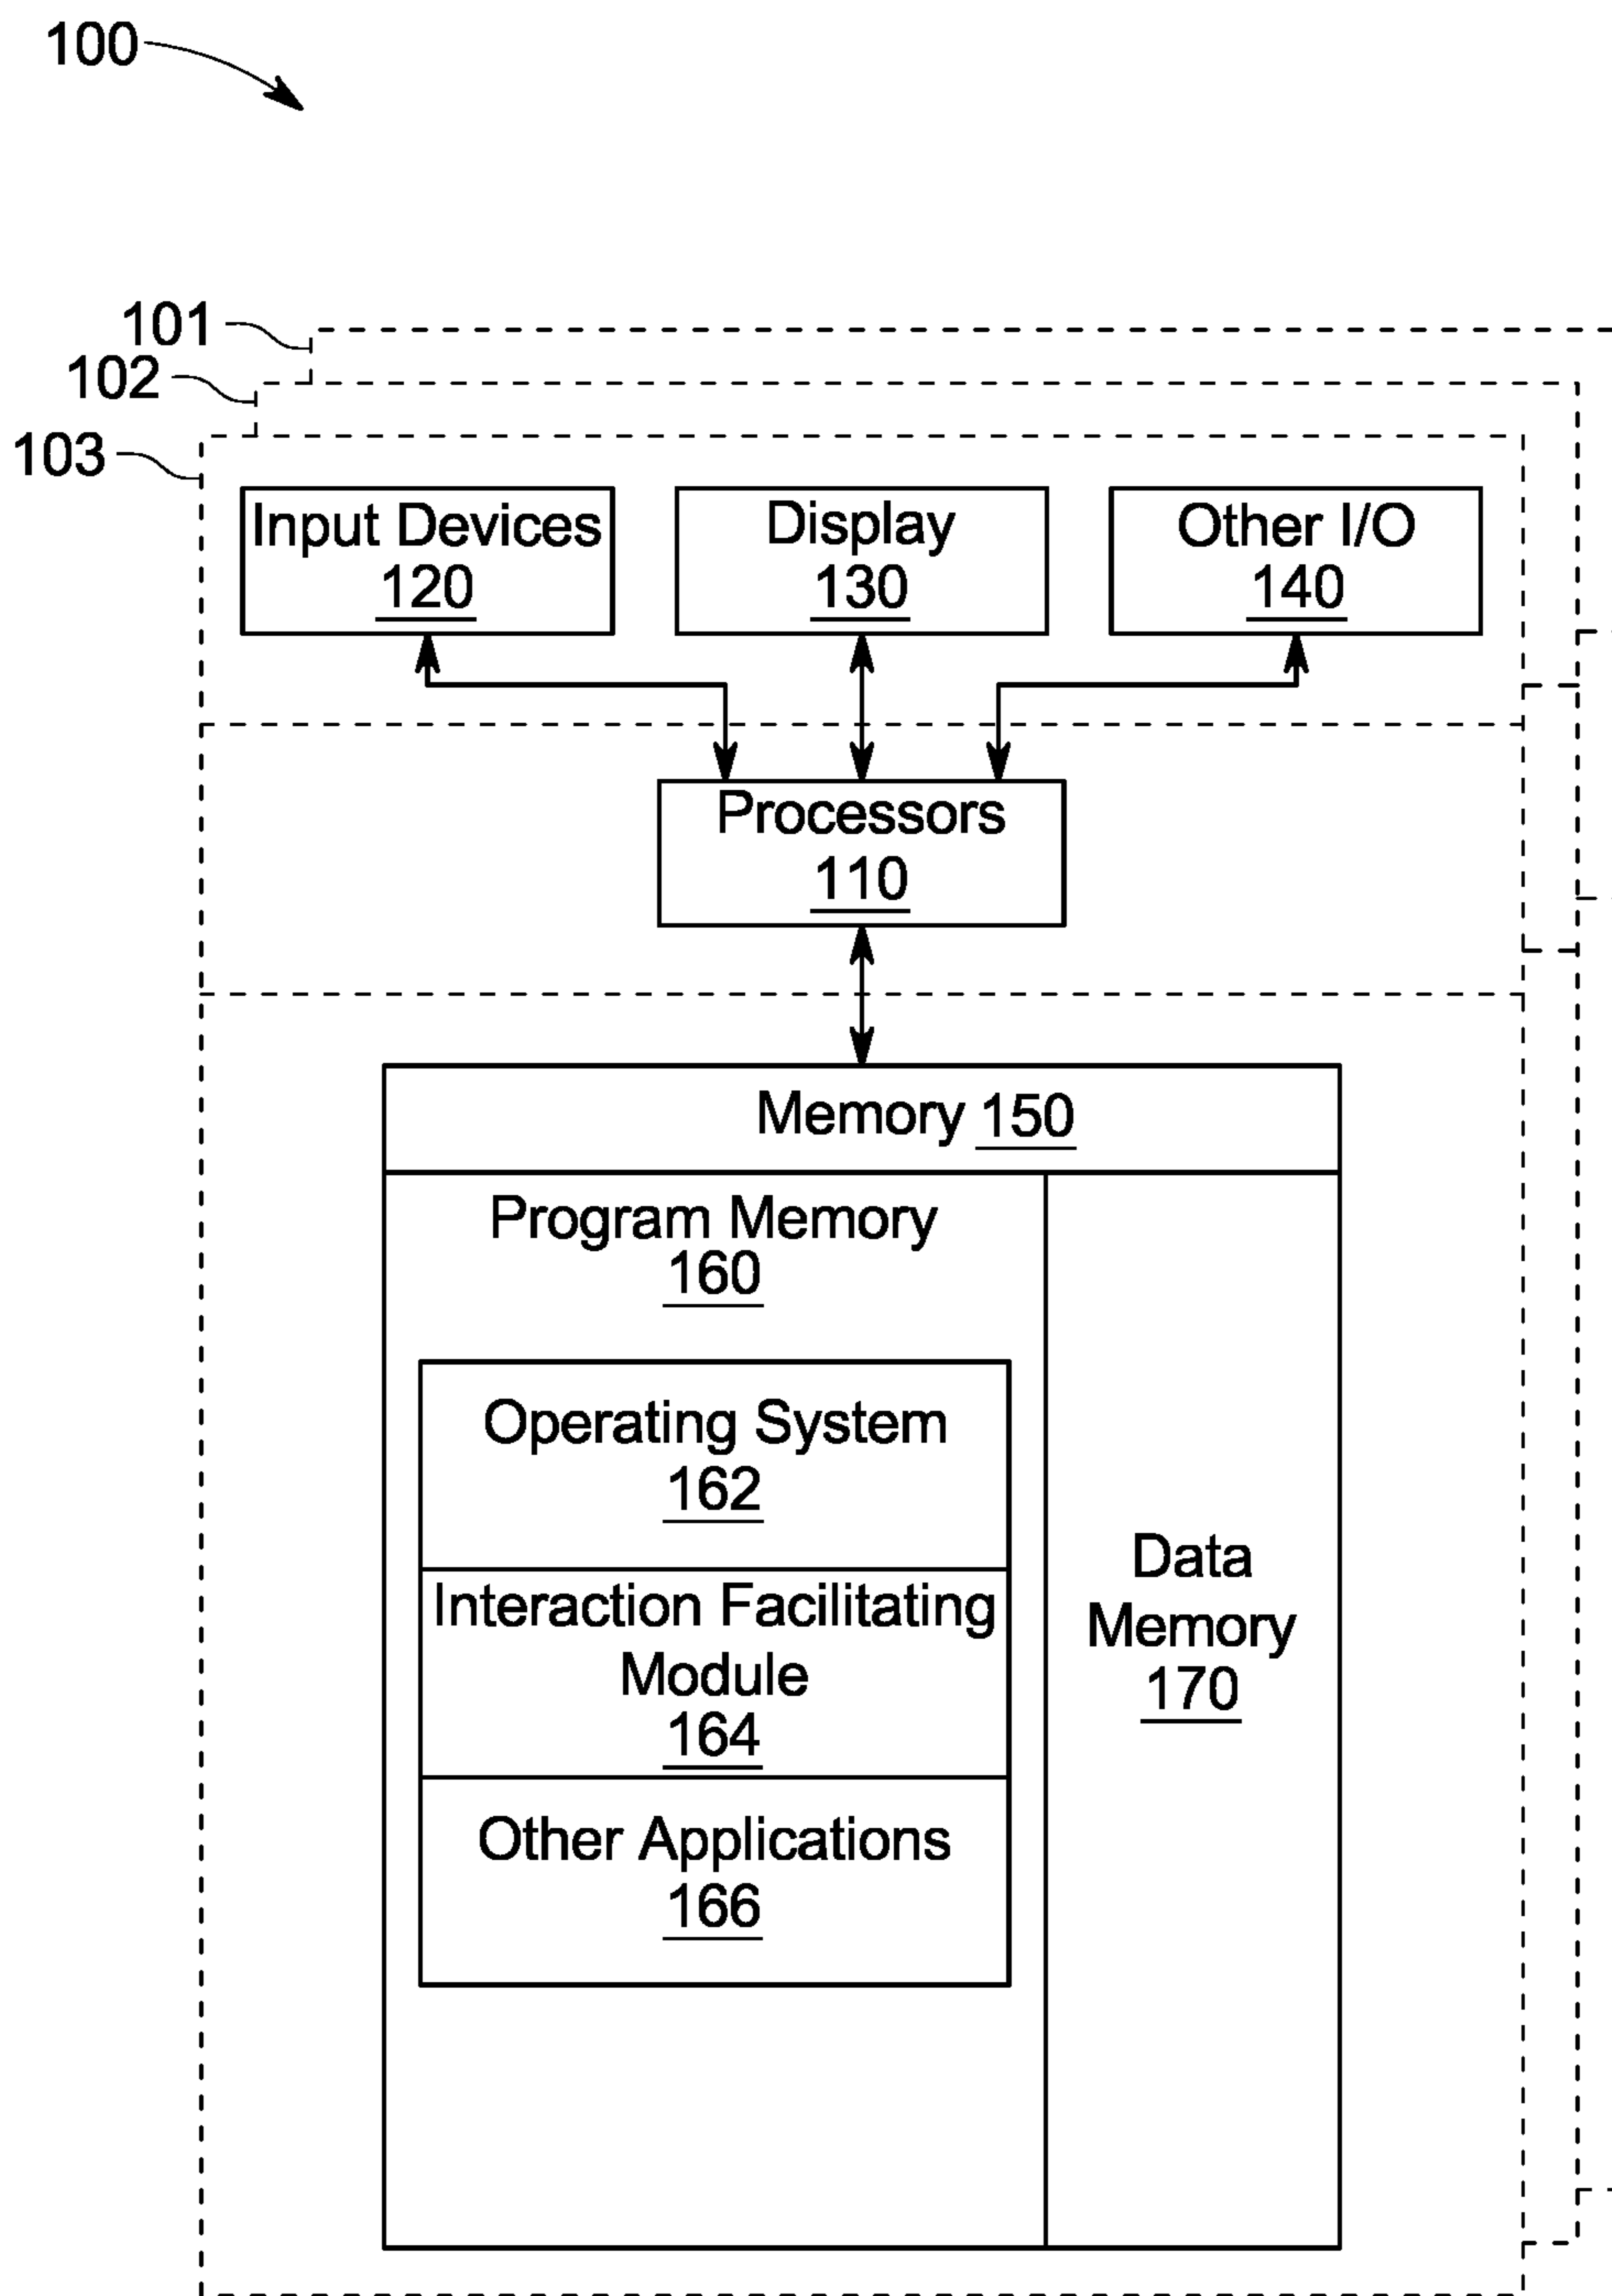 100
101
102
103
Input Devices
120
Display
130
Other I/O
140
Processors
110
Memory 150
Program Memory
160
Operating System
162
Interaction Facilitating
Module
164
Other Applications
166
Data
Memory
170